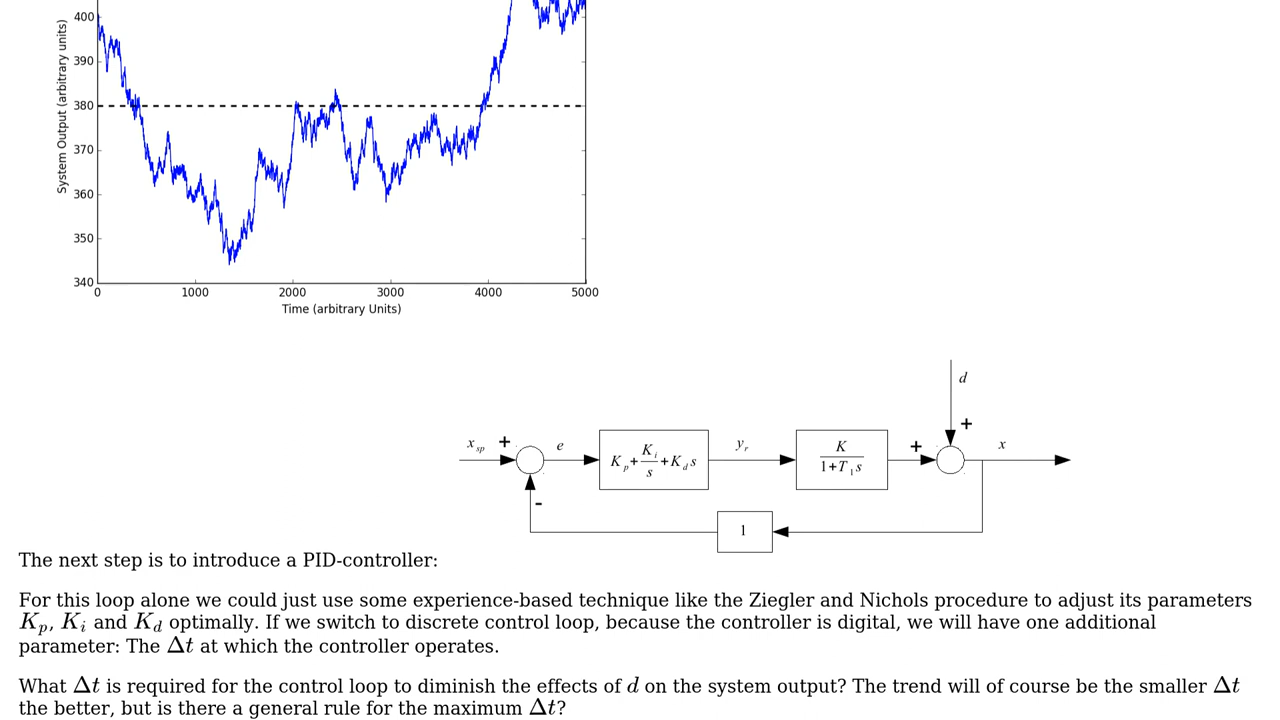 400
390
380
370
360
350
340
System Output (arbitrary units)
0 1000 2000 3000 4000 5000
Time (arbitrary Units)
d
+
x_sp + e K_p+K_i/s+K_d s y_r K/(1+T_1 s) + x
-
1
The next step is to introduce a PID-controller:
For this loop alone we could just use some experience-based technique like the Ziegler and Nichols procedure to adjust its parameters
K_p, K_i and K_d optimally. If we switch to discrete control loop, because the controller is digital, we will have one additional
parameter: The Δt at which the controller operates.
What Δt is required for the control loop to diminish the effects of d on the system output? The trend will of course be the smaller Δt
the better, but is there a general rule for the maximum Δt?